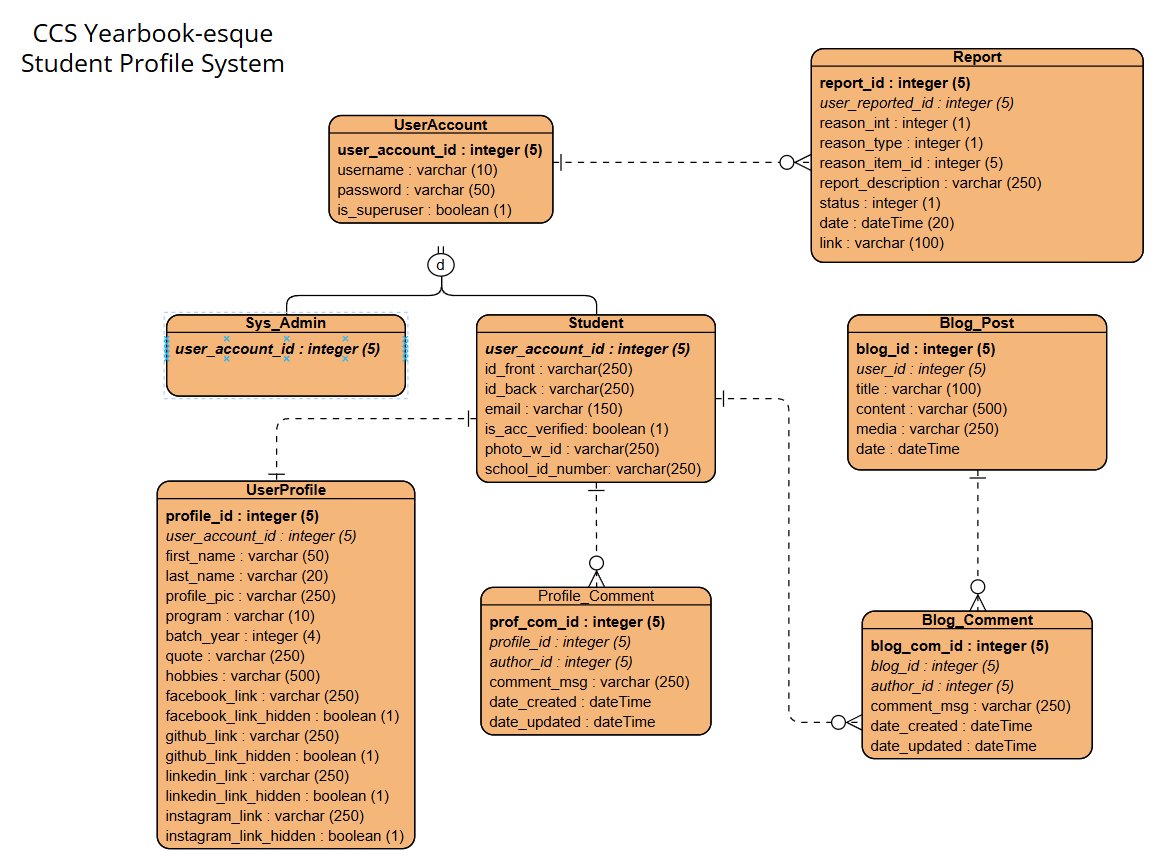 CCS Yearbook-esque
Student Profile System
Report
report_id : integer (5)
user_reported_id : integer (5)
reason_int : integer (1)
reason_type : integer (1)
reason_item_id : integer (5)
report_description : varchar (250)
status : integer (1)
date : dateTime (20)
link : varchar (100)
UserAccount
user_account_id : integer (5)
username : varchar (10)
password : varchar (50)
is_superuser : boolean (1)
d
Sys_Admin
user_account_id : integer (5)
Student
user_account_id : integer (5)
id_front : varchar(250)
id_back : varchar(250)
email : varchar (150)
is_acc_verified: boolean (1)
photo_w_id : varchar(250)
school_id_number: varchar(250)
Blog_Post
blog_id : integer (5)
user_id : integer (5)
title : varchar (100)
content : varchar (500)
media : varchar (250)
date : dateTime
UserProfile
profile_id : integer (5)
user_account_id : integer (5)
first_name : varchar (50)
last_name : varchar (20)
profile_pic : varchar (250)
program : varchar (10)
batch_year : integer (4)
quote : varchar (250)
hobbies : varchar (500)
facebook_link : varchar (250)
facebook_link_hidden : boolean (1)
github_link : varchar (250)
github_link_hidden : boolean (1)
linkedin_link : varchar (250)
linkedin_link_hidden : boolean (1)
instagram_link : varchar (250)
instagram_link_hidden : boolean (1)
Profile_Comment
prof_com_id : integer (5)
profile_id : integer (5)
author_id : integer (5)
comment_msg : varchar (250)
date_created : dateTime
date_updated : dateTime
Blog_Comment
blog_com_id : integer (5)
blog_id : integer (5)
author_id : integer (5)
comment_msg : varchar (250)
date_created : dateTime
date_updated : dateTime